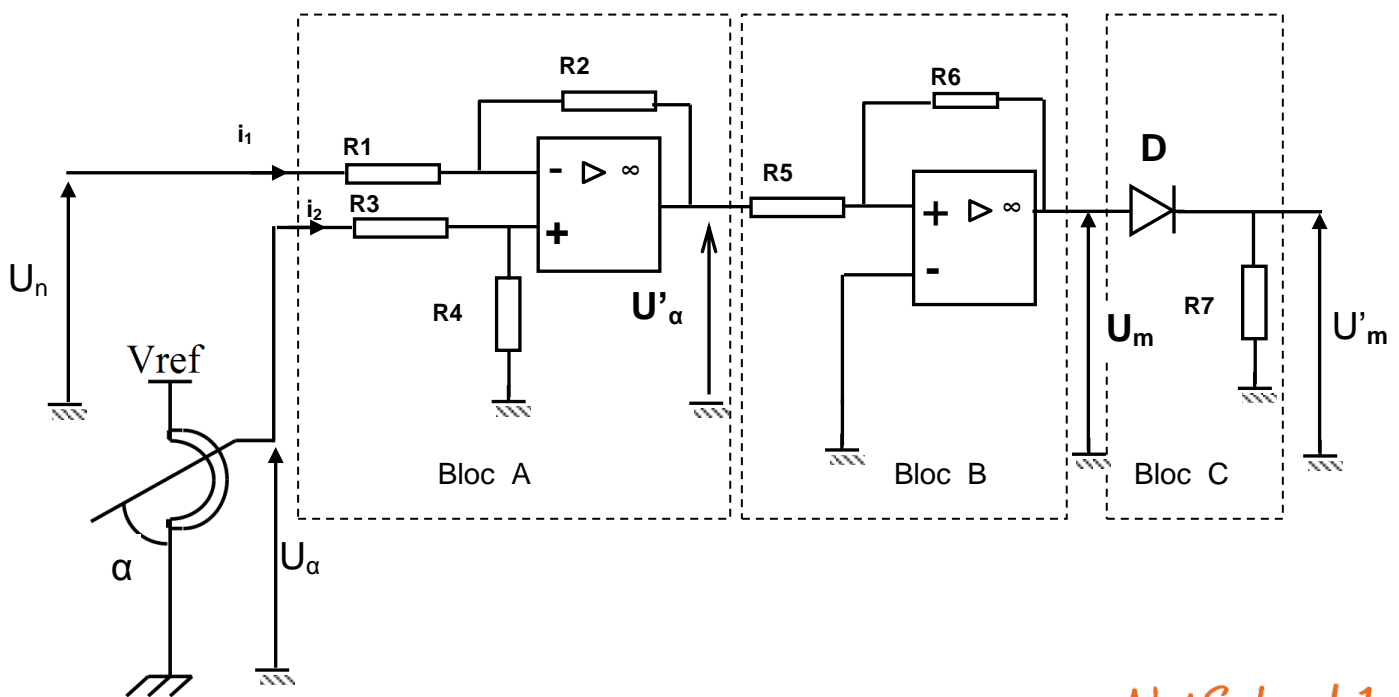 R2
R6
i₁
R1
D
R5
- ▷ ∞
i₂
R3
+ ▷ ∞
+
-
Uₙ
R4
U'α
Uₘ
R7
U'ₘ
Vref
Bloc A
Bloc B
Bloc C
α
Uα